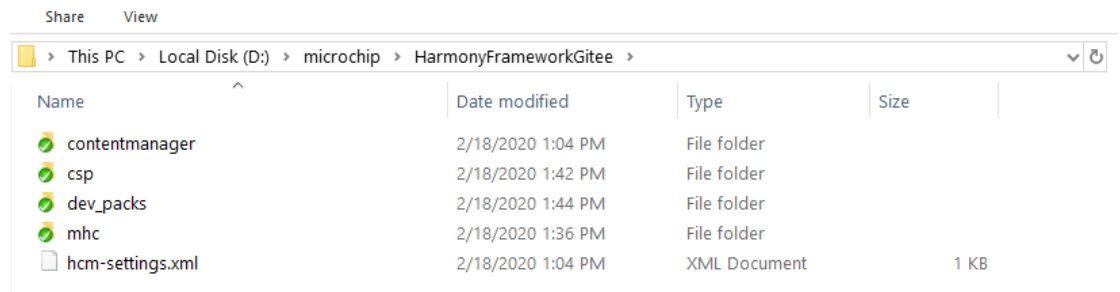 Share View
This PC > Local Disk (D:) > microchip > HarmonyFrameworkGitee >
Name Date modified Type Size
contentmanager 2/18/2020 1:04 PM File folder
csp 2/18/2020 1:42 PM File folder
dev_packs 2/18/2020 1:44 PM File folder
mhc 2/18/2020 1:36 PM File folder
hcm-settings.xml 2/18/2020 1:04 PM XML Document 1 KB